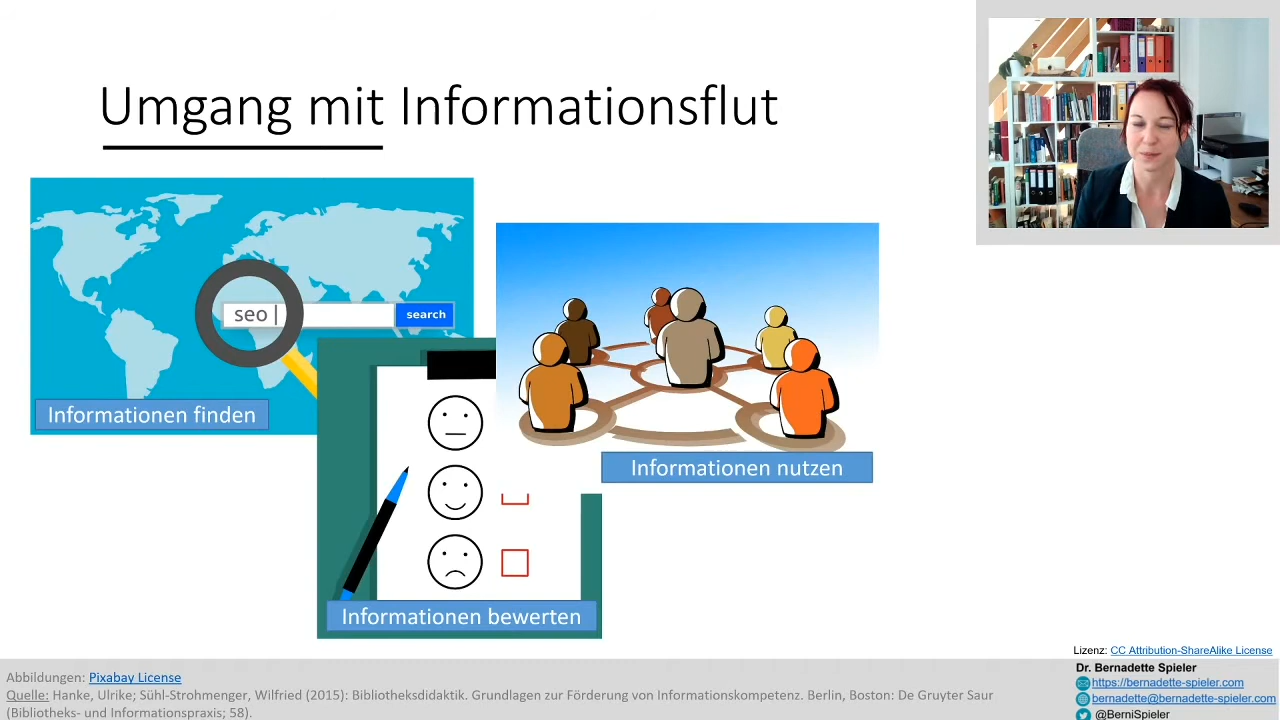 Umgang mit Informationsflut
seo |
search
Informationen finden
Informationen nutzen
Informationen bewerten
Lizenz: CC Attribution-ShareAlike License
Abbildungen: Pixabay License
Quelle: Hanke, Ulrike; Sühl-Strohmenger, Wilfried (2015): Bibliotheksdidaktik. Grundlagen zur Förderung von Informationskompetenz. Berlin, Boston: De Gruyter Saur
(Bibliotheks- und Informationspraxis; 58).
Dr. Bernadette Spieler
https://bernadette-spieler.com
bernadette@bernadette-spieler.com
@BerniSpieler